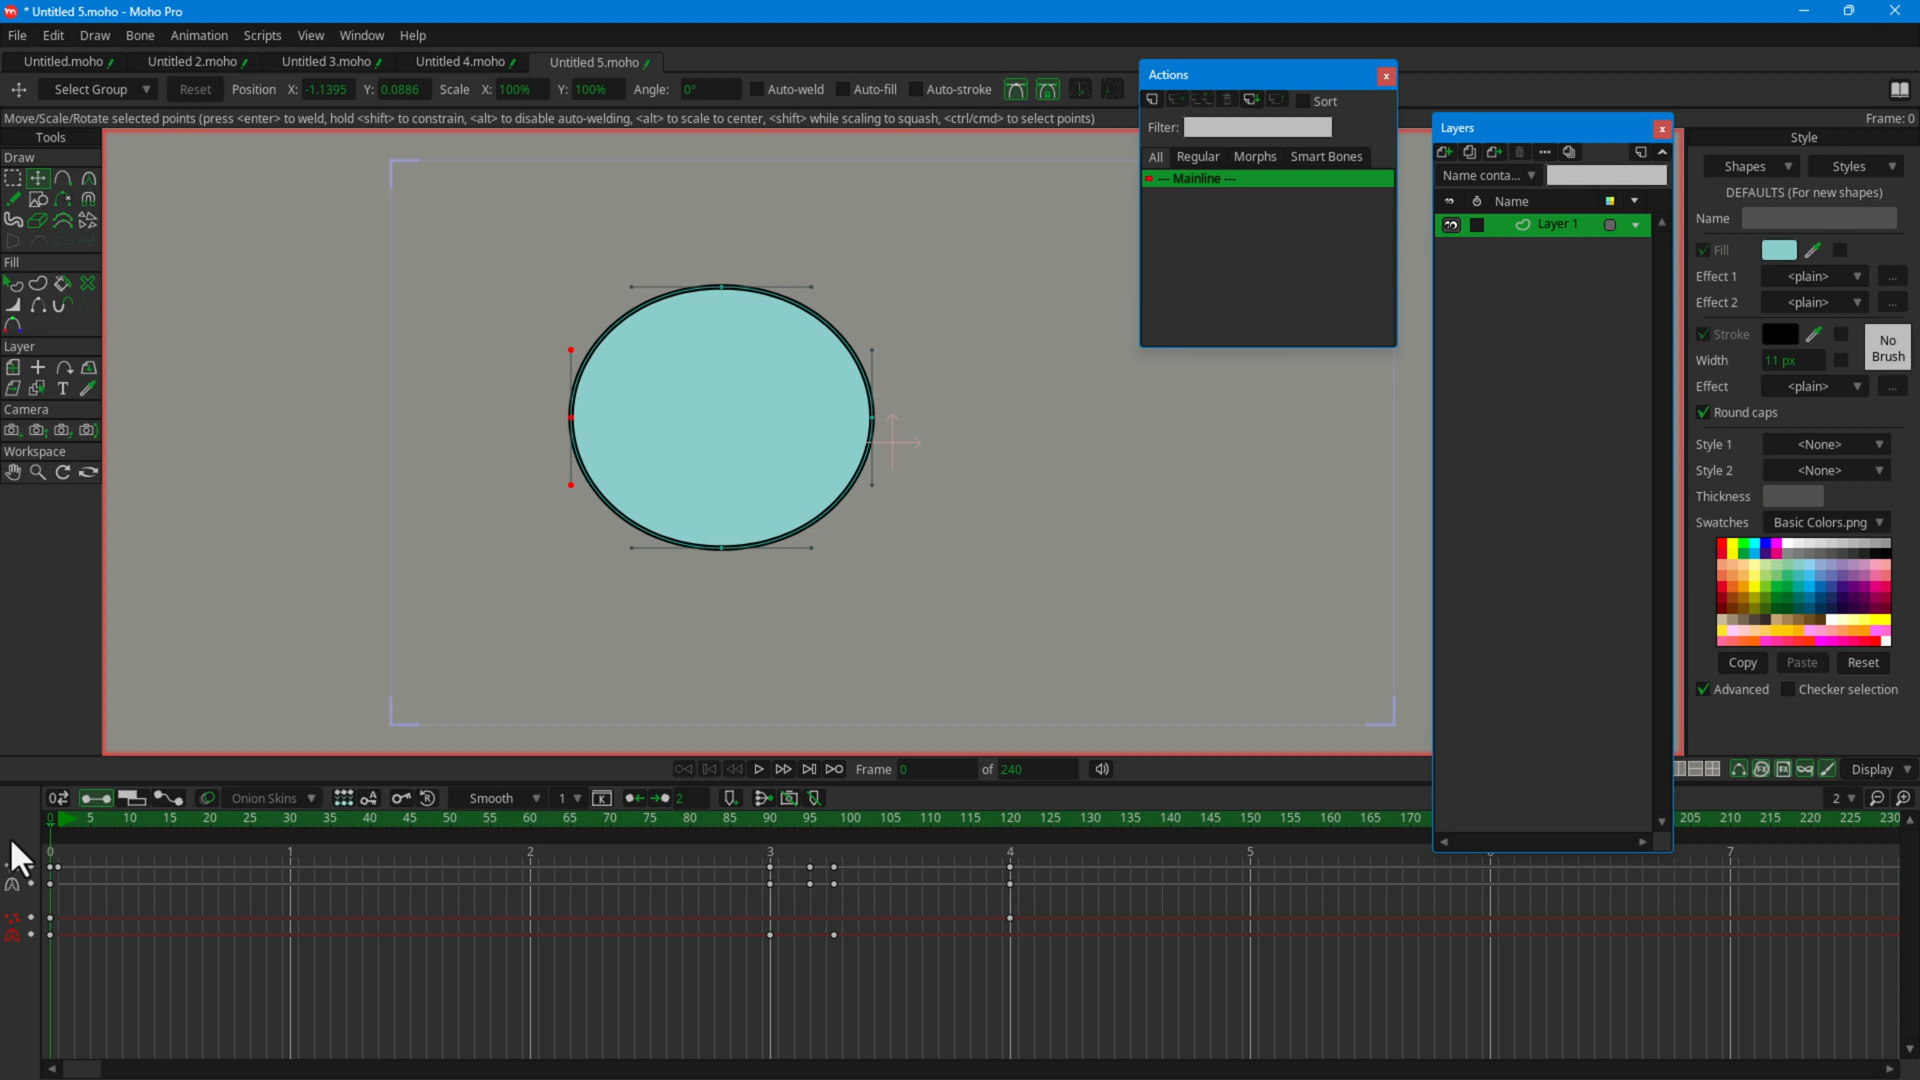 * Untitled 5.moho - Moho Pro
File Edit Draw Bone Animation Scripts View Window Help
Untitled.moho Untitled 2.moho Untitled 3.moho Untitled 4.moho Untitled 5.moho
Select Group Reset Position X: -1.1395 Y: 0.0886 Scale X: 100% Y: 100% Angle: 0° Auto-weld Auto-fill Auto-stroke
Move/Scale/Rotate selected points (press <enter> to weld, hold <shift> to constrain, <alt> to disable auto-welding, <alt> to scale to center, <shift> while scaling to squash, <ctrl/cmd> to select points)
Frame: 0
Tools
Draw
Fill
Layer
Camera
Workspace
Actions
Sort
Filter:
All Regular Morphs Smart Bones
--- Mainline ---
Layers
Name conta...
Name
Layer 1
Style
Shapes Styles
DEFAULTS (For new shapes)
Name
Fill
Effect 1 <plain> ...
Effect 2 <plain> ...
Stroke
No Brush
Width 11 px
Effect <plain> ...
Round caps
Style 1 <None>
Style 2 <None>
Thickness
Swatches Basic Colors.png
Copy Paste Reset
Advanced Checker selection
Frame 0 of 240
Display
Onion Skins Smooth 1 2
2
0 5 10 15 20 25 30 35 40 45 50 55 60 65 70 75 80 85 90 95 100 105 110 115 120 125 130 135 140 145 150 155 160 165 170 205 210 215 220 225 230
0 1 2 3 4 5 7